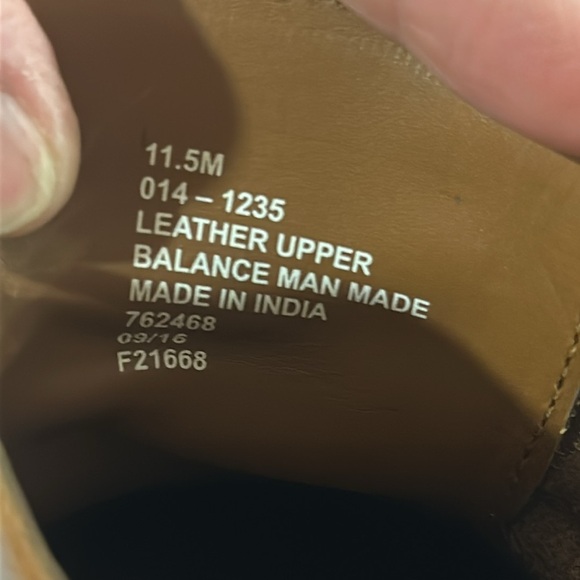 11.5M
014 – 1235
LEATHER UPPER
BALANCE MAN MADE
MADE IN INDIA
762468
09/16
F21668